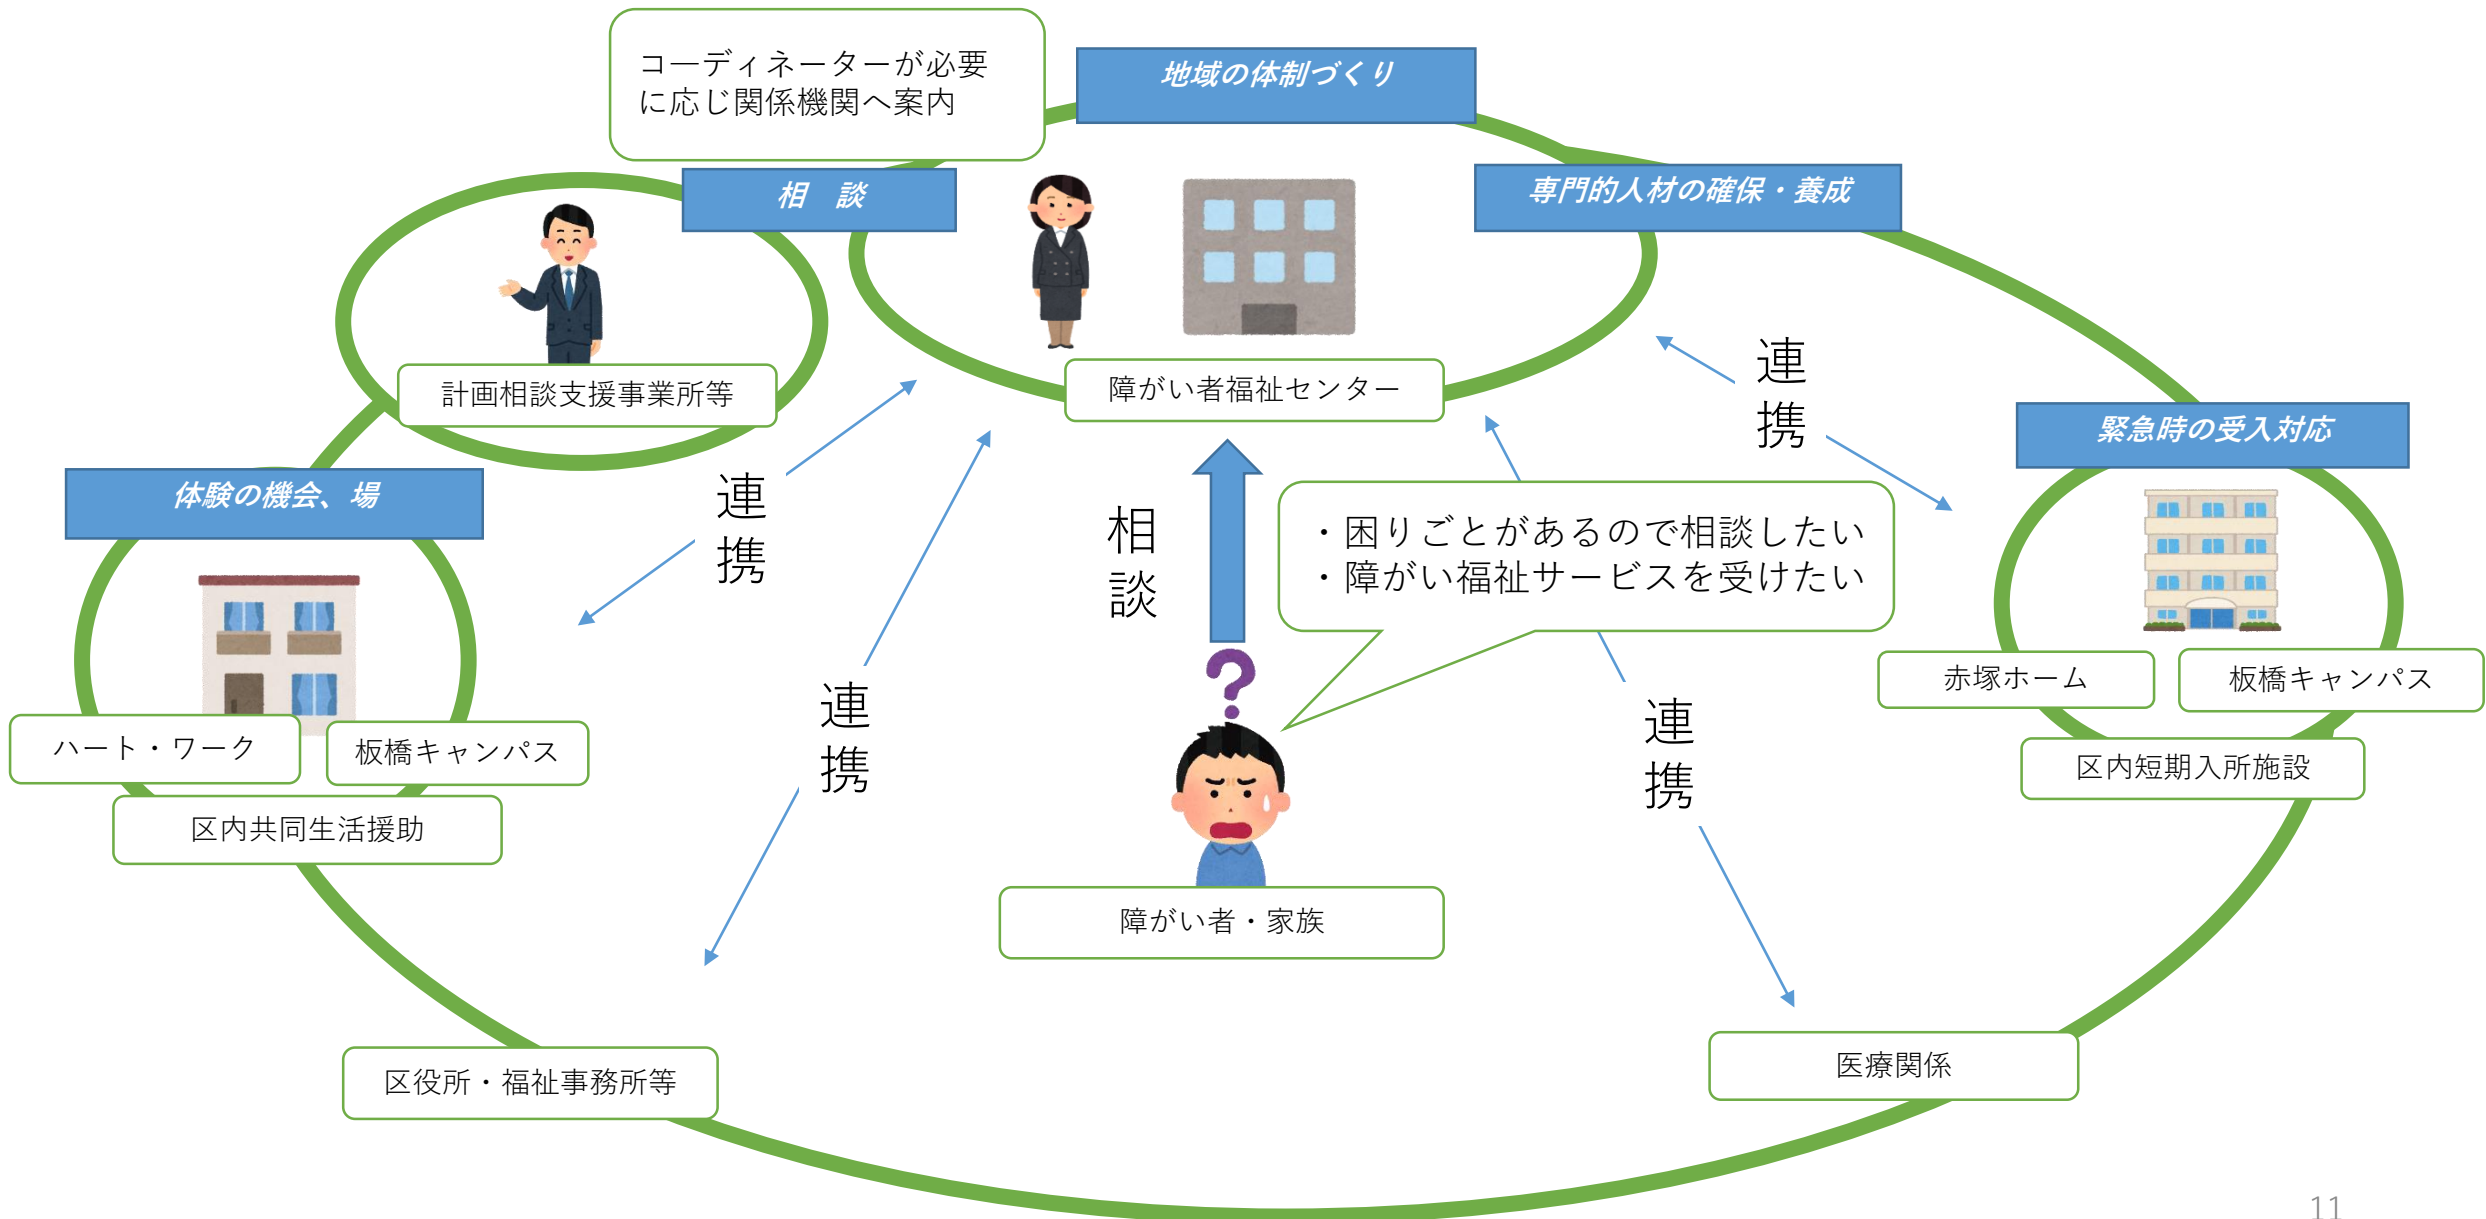 コーディネーターが必要
に応じ関係機関へ案内
地域の体制づくり
相　談
専門的人材の確保・養成
計画相談支援事業所等
障がい者福祉センター
連携
緊急時の受入対応
体験の機会、場
連携
相談
・困りごとがあるので相談したい
・障がい福祉サービスを受けたい
?
赤塚ホーム
板橋キャンパス
区内短期入所施設
ハート・ワーク
板橋キャンパス
区内共同生活援助
連携
連携
障がい者・家族
区役所・福祉事務所等
医療関係
11